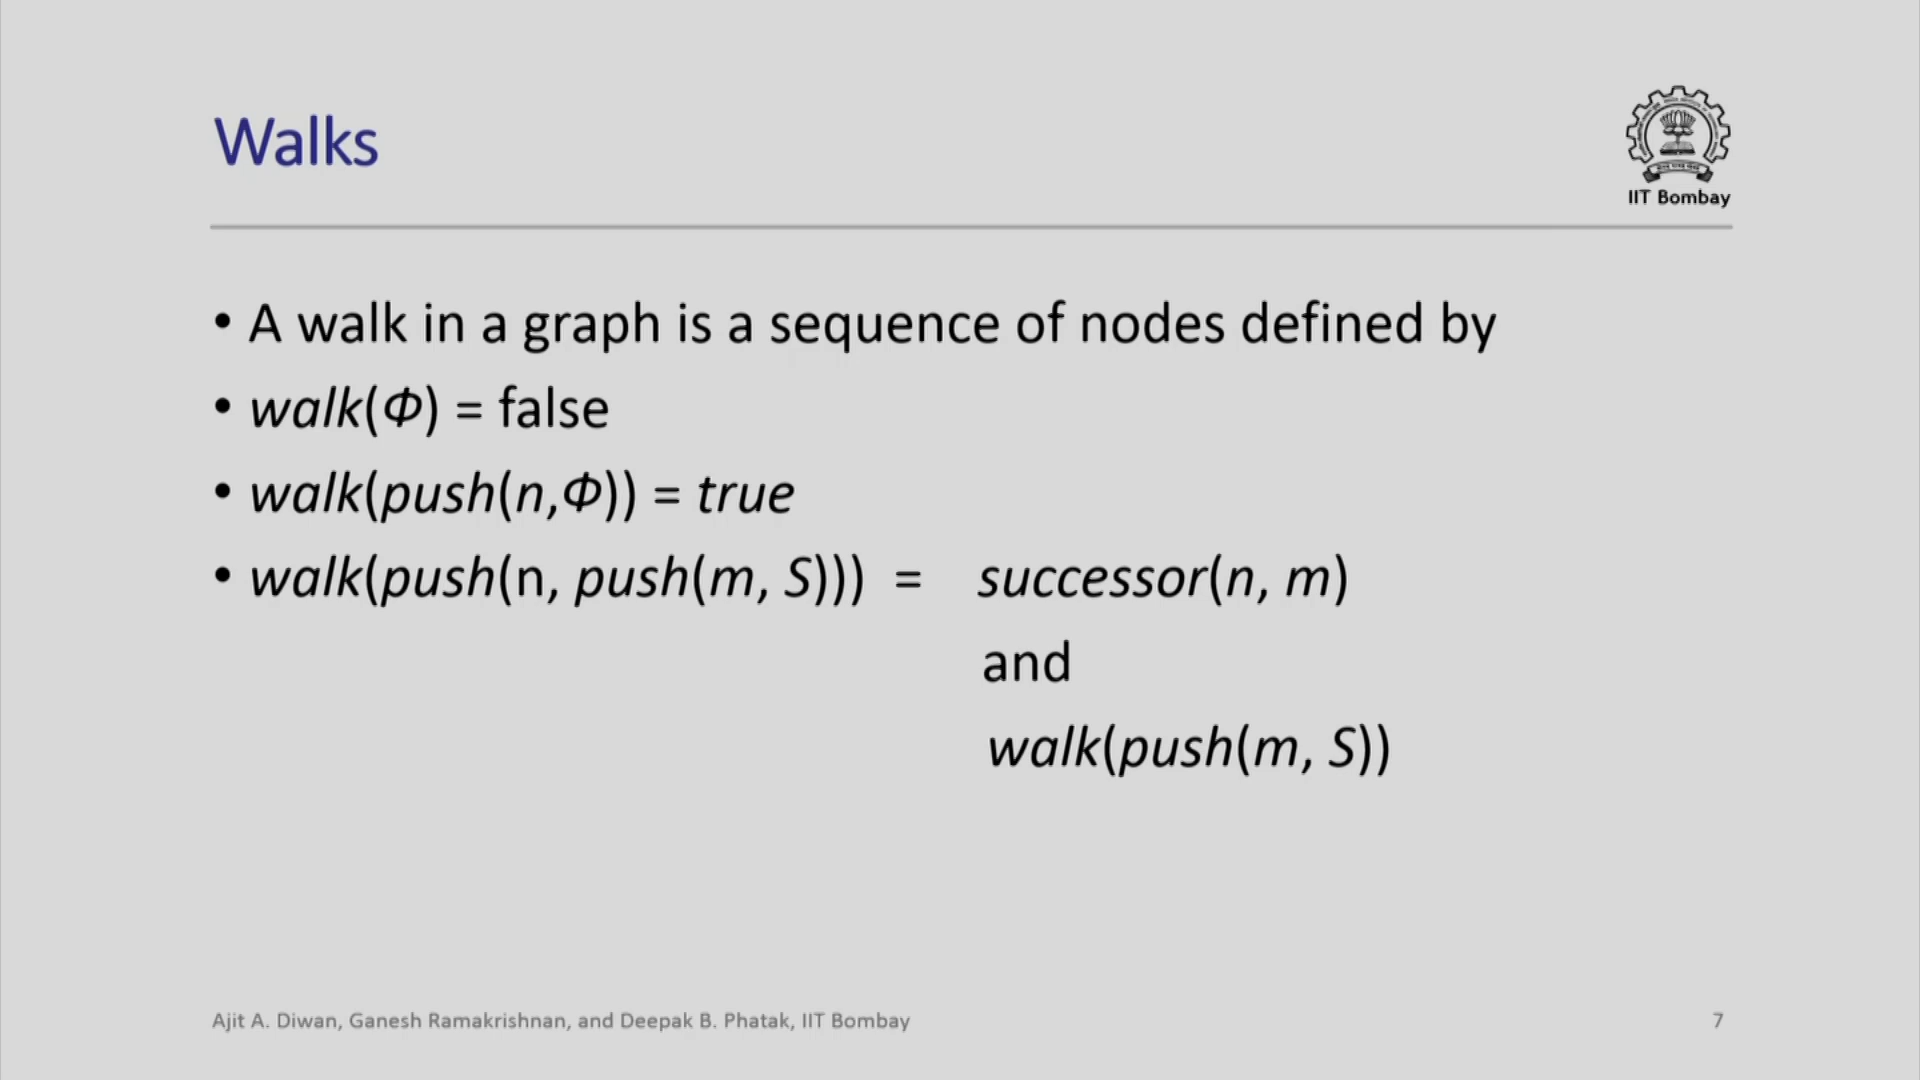 Walks
IIT Bombay
• A walk in a graph is a sequence of nodes defined by
• walk(Φ) = false
• walk(push(n,Φ)) = true
• walk(push(n, push(m, S))) = successor(n, m)
and
walk(push(m, S))
Ajit A. Diwan, Ganesh Ramakrishnan, and Deepak B. Phatak, IIT Bombay
7